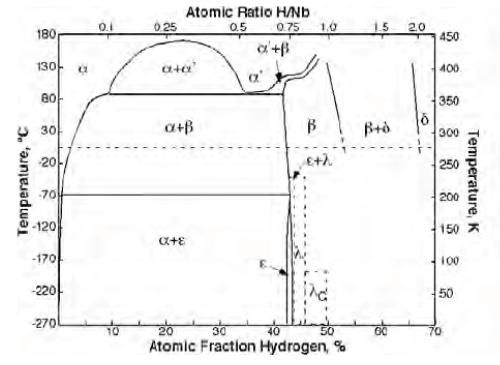 Atomic Ratio H/Nb
0.1 0.25 0.5 0.75 1.0 1.5 2.0
180 130 80 30 -20 -70 -120 -170 -220 -270
Temperature, °C
450 400 350 300 250 200 150 100 50
Temperature, K
α α+α' α' α'+β
α+β β β+δ δ
ε+λ
α+ε ε λ λC
10 20 30 40 50 60 70
Atomic Fraction Hydrogen, %